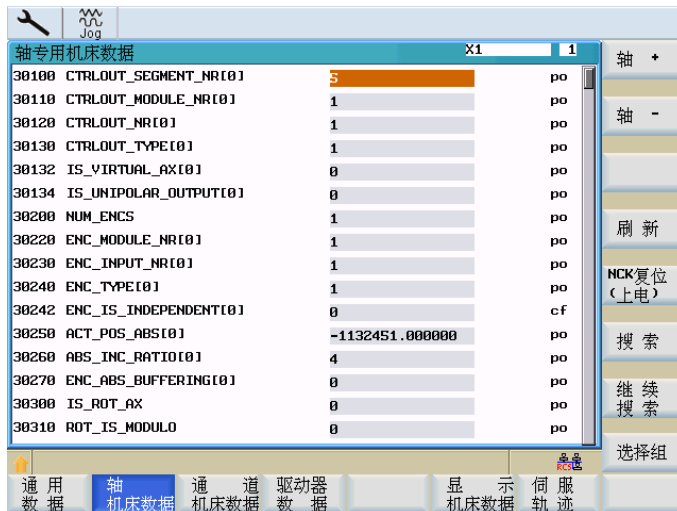 Jog
轴专用机床数据 X1 1
30100 CTRLOUT_SEGMENT_NR[0] 5 po
30110 CTRLOUT_MODULE_NR[0] 1 po
30120 CTRLOUT_NR[0] 1 po
30130 CTRLOUT_TYPE[0] 1 po
30132 IS_VIRTUAL_AX[0] 0 po
30134 IS_UNIPOLAR_OUTPUT[0] 0 po
30200 NUM_ENCS 1 po
30220 ENC_MODULE_NR[0] 1 po
30230 ENC_INPUT_NR[0] 1 po
30240 ENC_TYPE[0] 1 po
30242 ENC_IS_INDEPENDENT[0] 0 cf
30250 ACT_POS_ABS[0] -1132451.000000 po
30260 ABS_INC_RATIO[0] 4 po
30270 ENC_ABS_BUFFERING[0] 0 po
30300 IS_ROT_AX 0 po
30310 ROT_IS_MODULO 0 po
轴 +
轴 -
刷 新
NCK复位
(上电)
搜 索
继 续
搜 索
选择组
RCS
通 用
数 据
轴
机床数据
通 道
机床数据
驱动器
数 据
显 示
机床数据
伺 服
轨 迹